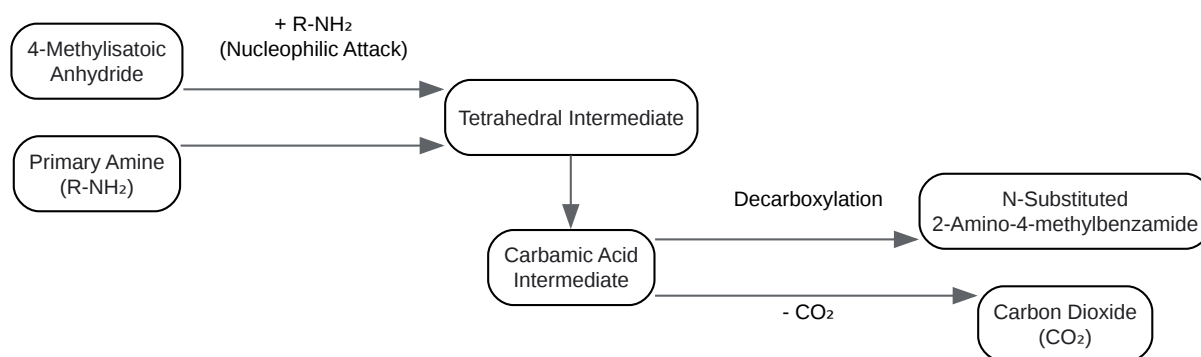 4-Methylisatoic
Anhydride
+ R-NH₂
(Nucleophilic Attack)
Primary Amine
(R-NH₂)
Tetrahedral Intermediate
Carbamic Acid
Intermediate
Decarboxylation
N-Substituted
2-Amino-4-methylbenzamide
- CO₂
Carbon Dioxide
(CO₂)